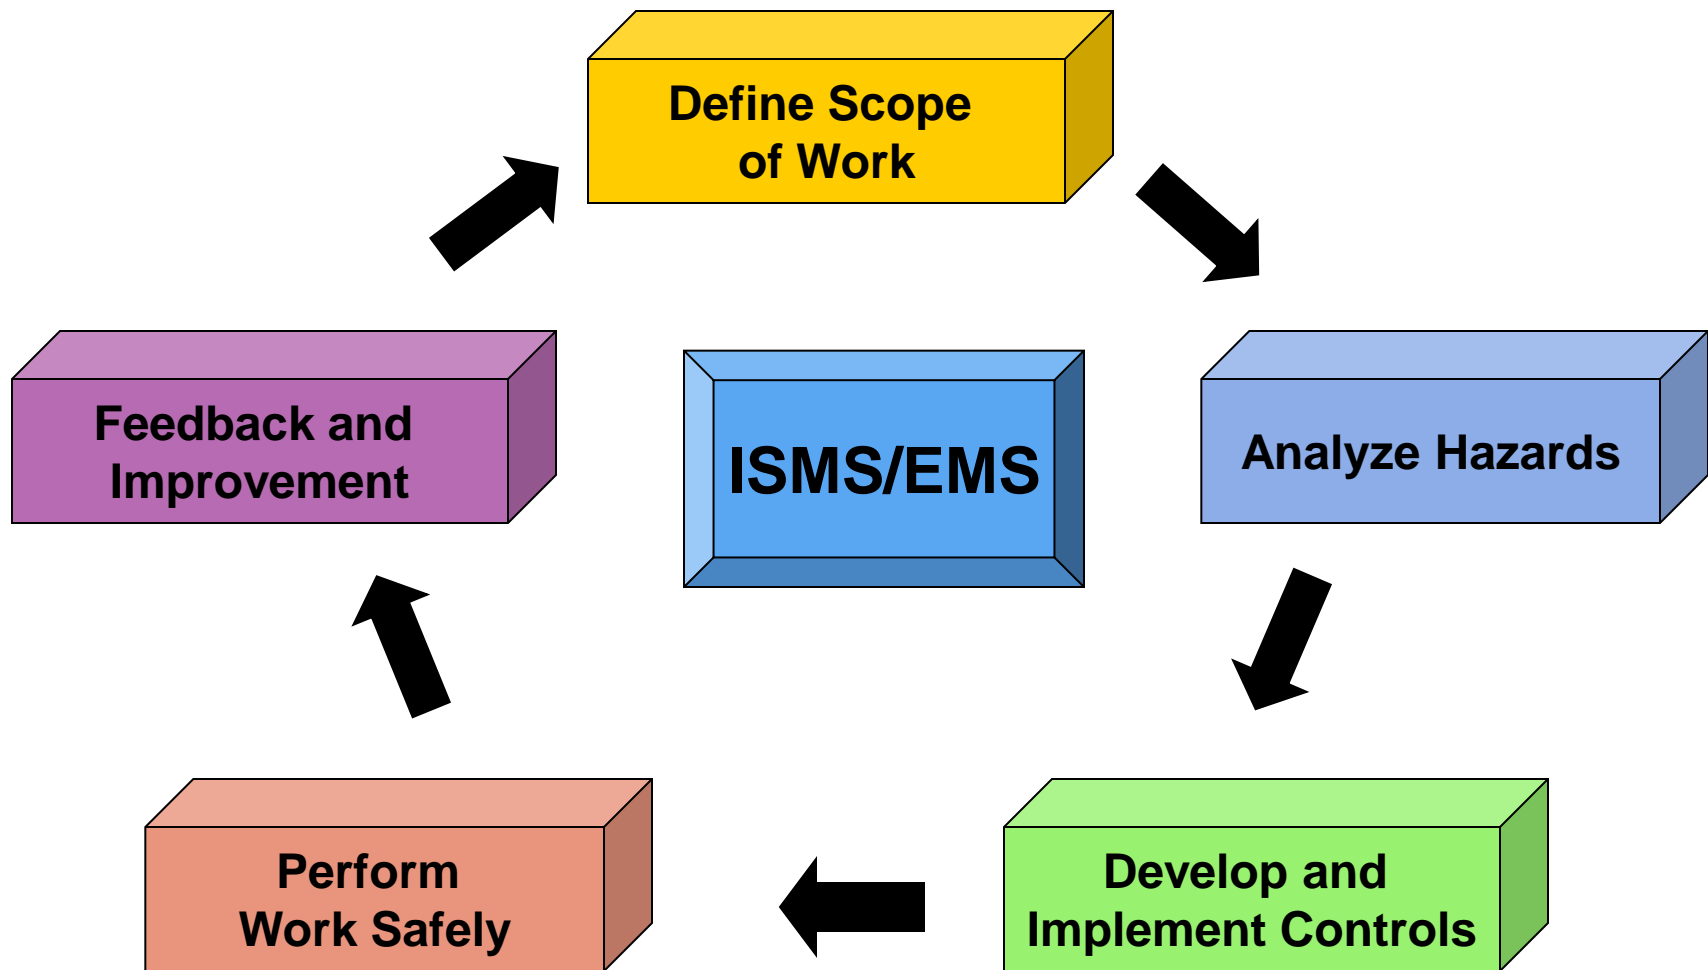 Define Scope
of Work
Feedback and
Improvement
ISMS/EMS
Analyze Hazards
Perform
Work Safely
Develop and
Implement Controls